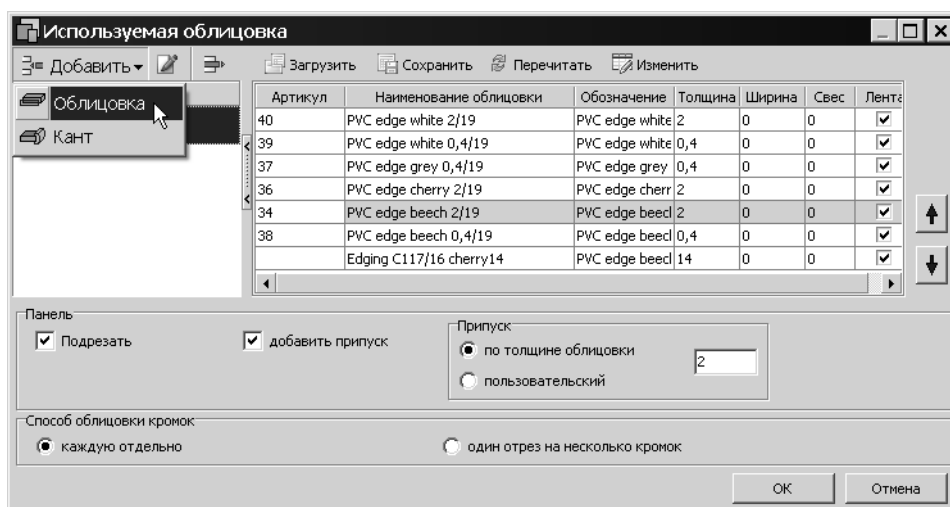 Используемая облицовка
Добавить Загрузить Сохранить Перечитать Изменить
Облицовка
Кант
Артикул Наименование облицовки Обозначение Толщина Ширина Свес Лента
40 PVC edge white 2/19 PVC edge white 2 0 0
39 PVC edge white 0,4/19 PVC edge white 0,4 0 0
37 PVC edge grey 0,4/19 PVC edge grey 0,4 0 0
36 PVC edge cherry 2/19 PVC edge cherr 2 0 0
34 PVC edge beech 2/19 PVC edge beecl 2 0 0
38 PVC edge beech 0,4/19 PVC edge beecl 0,4 0 0
Edging C117/16 cherry14 PVC edge beecl 14 0 0
Панель
Подрезать добавить припуск
Припуск
по толщине облицовки 2
пользовательский
Способ облицовки кромок
каждую отдельно один отрез на несколько кромок
OK Отмена